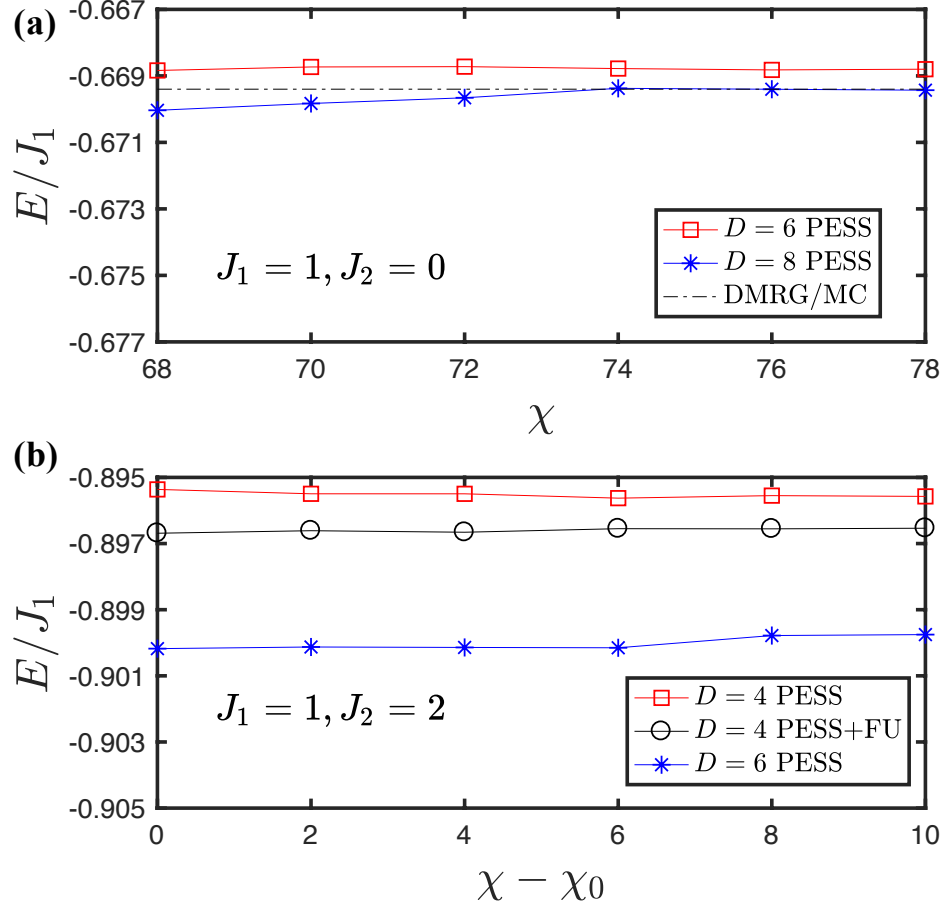 (a)
-0.667
-0.669
-0.671
-0.673
-0.675
-0.677
E/J₁
J₁ = 1, J₂ = 0
D = 6 PESS
D = 8 PESS
DMRG/MC
68 70 72 74 76 78
χ
(b)
-0.895
-0.897
-0.899
-0.901
-0.903
-0.905
E/J₁
J₁ = 1, J₂ = 2
D = 4 PESS
D = 4 PESS+FU
D = 6 PESS
0 2 4 6 8 10
χ − χ₀